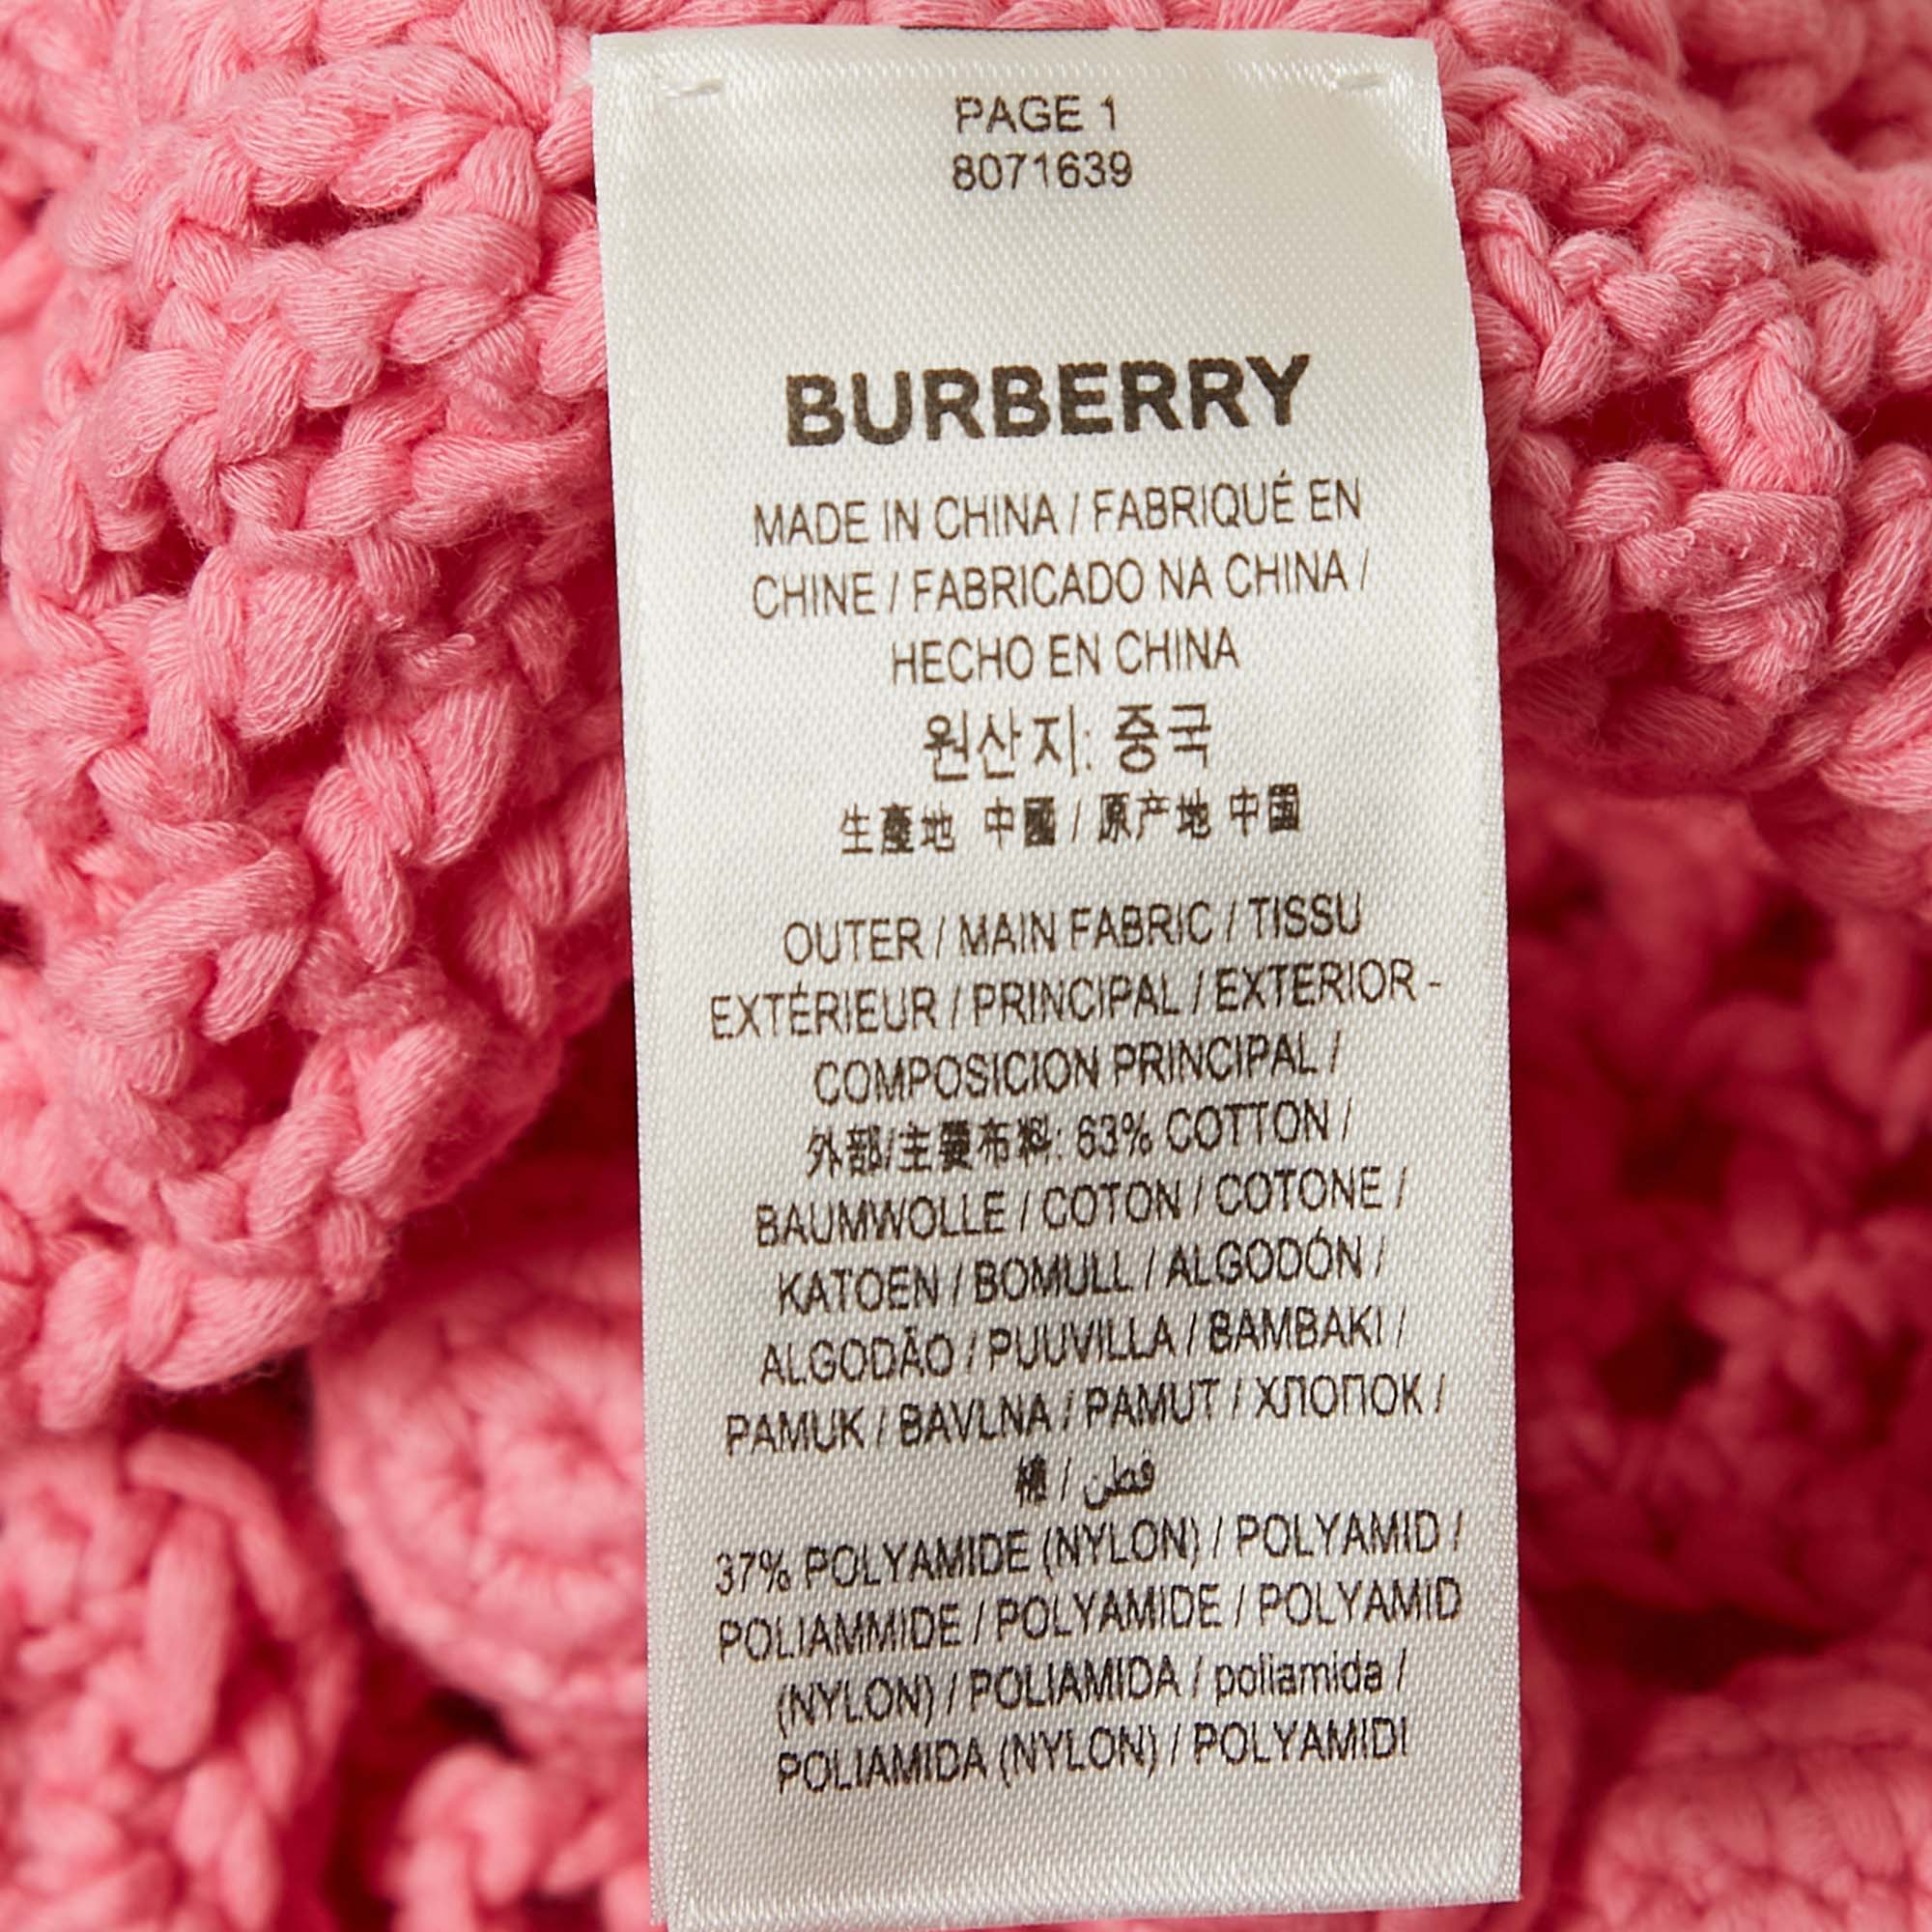 PAGE 1
8071639
BURBERRY
MADE IN CHINA / FABRIQUÉ EN
CHINE / FABRICADO NA CHINA /
HECHO EN CHINA
원산지: 중국
生產地 中國 / 原产地 中国
OUTER / MAIN FABRIC / TISSU
EXTÉRIEUR / PRINCIPAL / EXTERIOR -
COMPOSICION PRINCIPAL /
外部/主要布料: 63% COTTON /
BAUMWOLLE / COTON / COTONE /
KATOEN / BOMULL / ALGODÓN /
ALGODÃO / PUUVILLA / BAMBAKI /
PAMUK / BAVLNA / PAMUT / ХЛОПОК /
棉 / قطن
37% POLYAMIDE (NYLON) / POLYAMID /
POLIAMMIDE / POLYAMIDE / POLYAMID
(NYLON) / POLIAMIDA / poliamida /
POLIAMIDA (NYLON) / POLYAMIDI